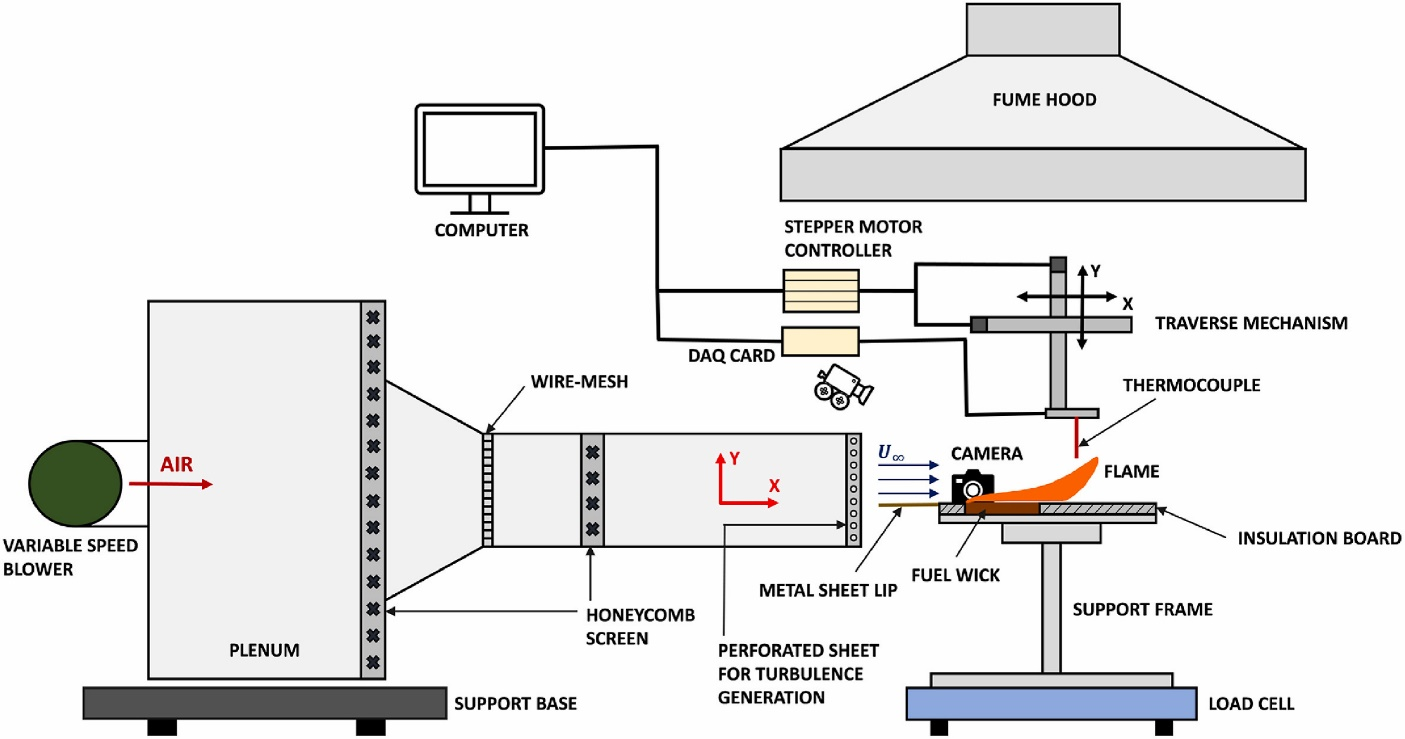 FUME HOOD
COMPUTER
STEPPER MOTOR
CONTROLLER
Y
X
TRAVERSE MECHANISM
DAQ CARD
WIRE-MESH
THERMOCOUPLE
AIR
Y
X
U∞
CAMERA
FLAME
VARIABLE SPEED
BLOWER
INSULATION BOARD
METAL SHEET LIP
FUEL WICK
HONEYCOMB
SCREEN
SUPPORT FRAME
PLENUM
PERFORATED SHEET
FOR TURBULENCE
GENERATION
SUPPORT BASE
LOAD CELL